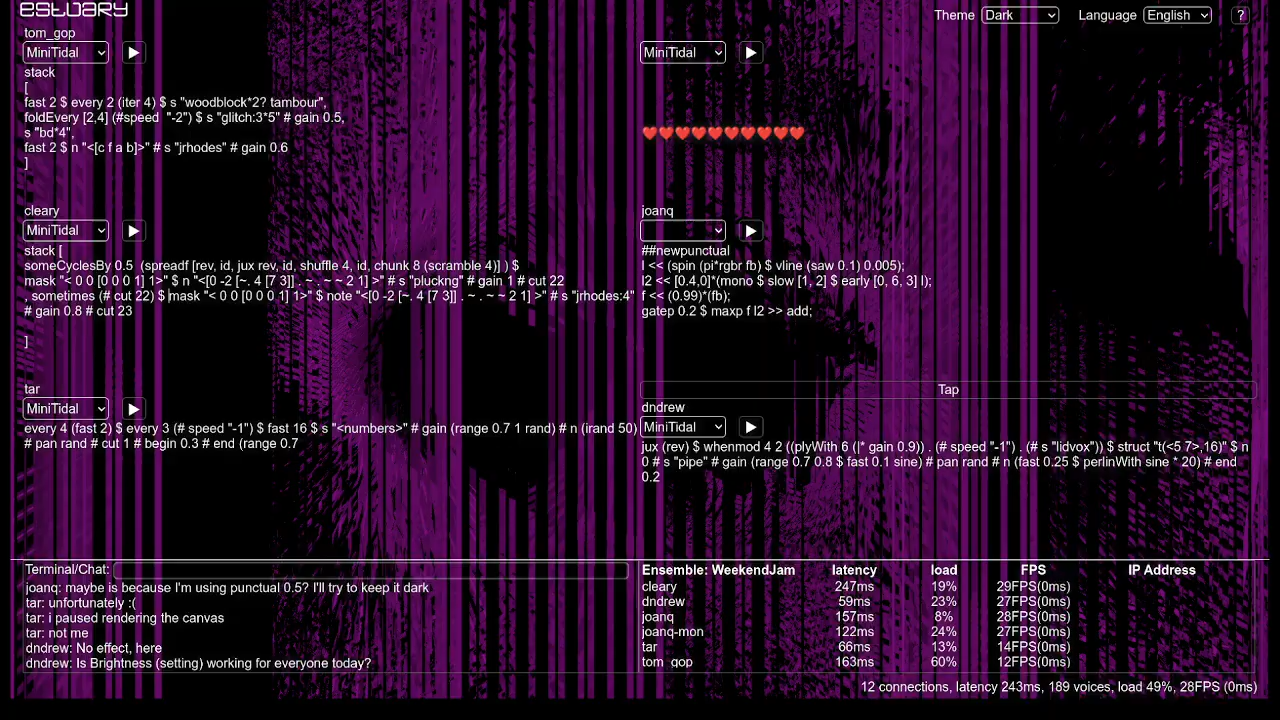 estuary
Theme Dark Language English ?
tom_gop
MiniTidal
stack
[
fast 2 $ every 2 (iter 4) $ s "woodblock*2? tambour",
foldEvery [2,4] (#speed "-2") $ s "glitch:3*5" # gain 0.5,
s "bd*4",
fast 2 $ n "<[c f a b]>" # s "jrhodes" # gain 0.6
]
MiniTidal
❤️❤️❤️❤️❤️❤️❤️❤️❤️❤️
cleary
MiniTidal
stack [
someCyclesBy 0.5 (spreadf [rev, id, jux rev, id, shuffle 4, id, chunk 8 (scramble 4)] ) $
mask "< 0 0 [0 0 0 1] 1>" $ n "<[0 -2 [~. 4 [7 3]] . ~ . ~ ~ 2 1] >" # s "pluckng" # gain 1 # cut 22
, sometimes (# cut 22) $ mask "< 0 0 [0 0 0 1] 1>" $ note "<[0 -2 [~. 4 [7 3]] . ~ . ~ ~ 2 1] >" # s "jrhodes:4"
# gain 0.8 # cut 23
]
joanq
##newpunctual
l << (spin (pi*rgbr fb) $ vline (saw 0.1) 0.005);
l2 << [0.4,0]*(mono $ slow [1, 2] $ early [0, 6, 3] l);
f << (0.99)*(fb);
gatep 0.2 $ maxp f l2 >> add;
tar
MiniTidal
every 4 (fast 2) $ every 3 (# speed "-1") $ fast 16 $ s "<numbers>" # gain (range 0.7 1 rand) # n (irand 50)
# pan rand # cut 1 # begin 0.3 # end (range 0.7
Tap
dndrew
MiniTidal
jux (rev) $ whenmod 4 2 ((plyWith 6 (|* gain 0.9)) . (# speed "-1") . (# s "lidvox")) $ struct "t(<5 7>,16)" $ n
0 # s "pipe" # gain (range 0.7 0.8 $ fast 0.1 sine) # pan rand # n (fast 0.25 $ perlinWith sine * 20) # end
0.2
Terminal/Chat:
joanq: maybe is because I'm using punctual 0.5? I'll try to keep it dark
tar: unfortunately :(
tar: i paused rendering the canvas
tar: not me
dndrew: No effect, here
dndrew: Is Brightness (setting) working for everyone today?
Ensemble: WeekendJam latency load FPS IP Address
cleary 247ms 19% 29FPS(0ms)
dndrew 59ms 23% 27FPS(0ms)
joanq 157ms 8% 28FPS(0ms)
joanq-mon 122ms 24% 27FPS(0ms)
tar 66ms 13% 14FPS(0ms)
tom_gop 163ms 60% 12FPS(0ms)
12 connections, latency 243ms, 189 voices, load 49%, 28FPS (0ms)